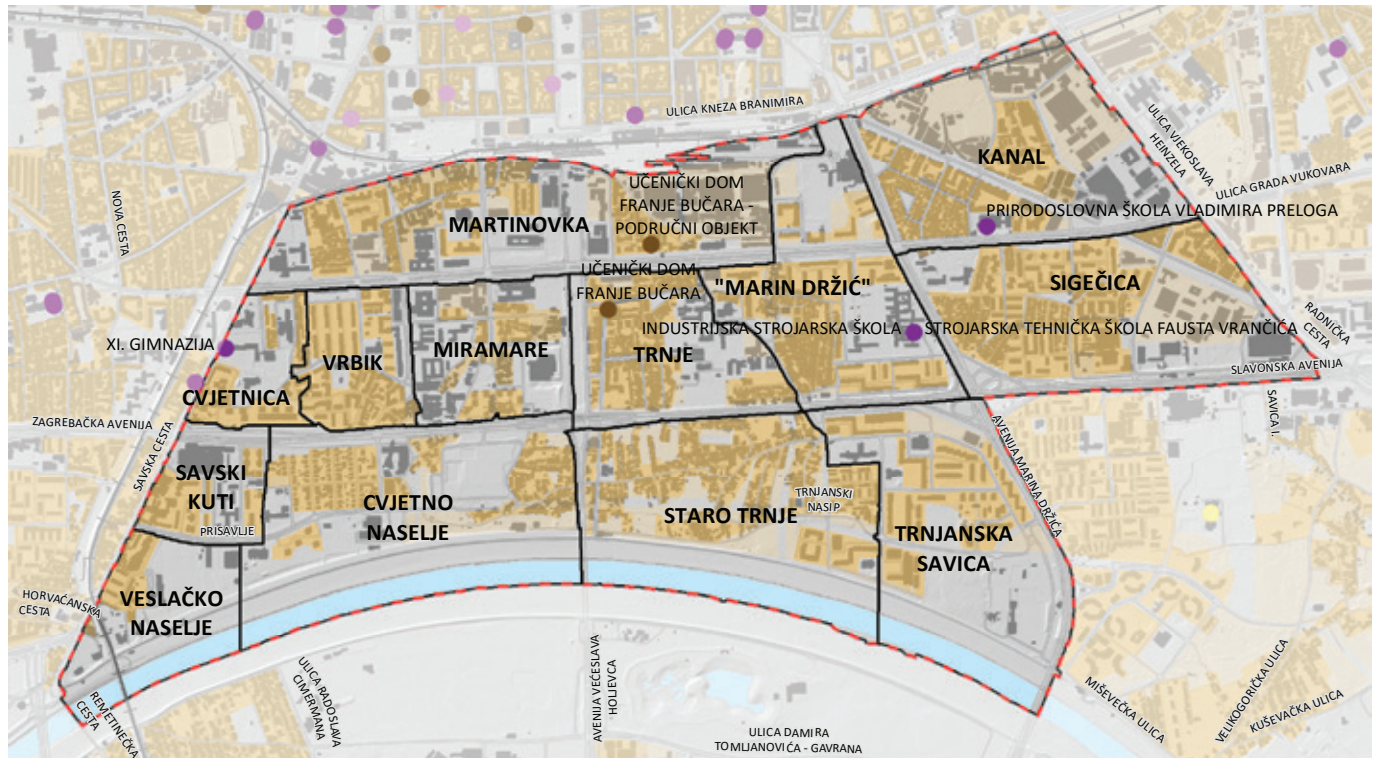 ULICA KNEZA BRANIMIRA
ULICA VJEKOSLAVA
HEINZELA
KANAL
ULICA GRADA VUKOVARA
NOVA CESTA
UČENIČKI DOM
FRANJE BUČARA -
PODRUČNI OBJEKT
MARTINOVKA
PRIRODOSLOVNA ŠKOLA VLADIMIRA PRELOGA
UČENIČKI DOM
FRANJE BUČARA
"MARIN DRŽIĆ"
SIGEČICA
RADNIČKA
CESTA
INDUSTRIJSKA STROJARSKA ŠKOLA
STROJARSKA TEHNIČKA ŠKOLA FAUSTA VRANČIĆA
XI. GIMNAZIJA
VRBIK
MIRAMARE
TRNJE
SLAVONSKA AVENIJA
CVJETNICA
SAVICA I.
ZAGREBAČKA AVENIJA
SAVSKA CESTA
AVENIJA MARINA DRŽIĆA
SAVSKI
KUTI
PRISAVLJE
CVJETNO
NASELJE
TRNJANSKI
NASIP
STARO TRNJE
TRNJANSKA
SAVICA
VESLAČKO
NASELJE
HORVAĆANSKA
CESTA
REMETINEČKA
CESTA
ULICA RADOSLAVA
CIMERMANA
AVENIJA VEĆESLAVA
HOLJEVCA
MIŠEVEČKA ULICA
VELIKOGORIČKA ULICA
KUŠEVAČKA ULICA
ULICA DAMIRA
TOMLJANOVIĆA - GAVRANA